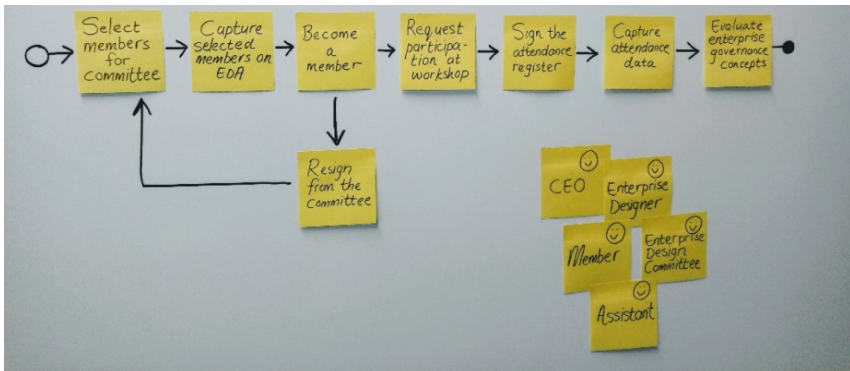 Select
members
for
committee
Capture
selected
members on
EDA
Become
a
member
Request
participa-
tion at
workshop
Sign the
attendance
register
Capture
attendance
data
Evaluate
enterprise
governance
concepts
Resign
from the
committee
CEO
Enterprise
Designer
Member
Enterprise
Design
Committee
Assistant